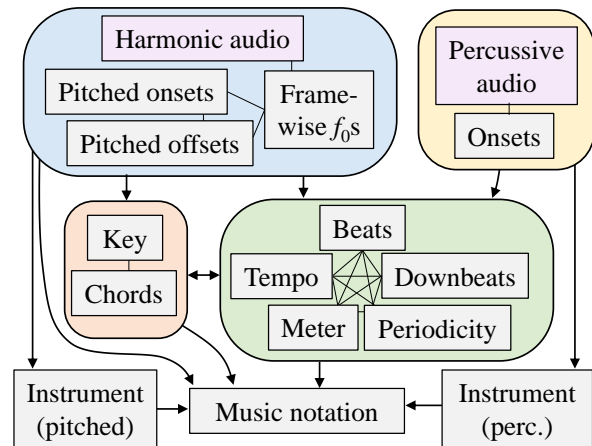 Harmonic audio
Pitched onsets
Pitched offsets
Frame-
wise f₀s
Percussive
audio
Onsets
Key
Chords
Beats
Tempo
Downbeats
Meter
Periodicity
Instrument
(pitched)
Music notation
Instrument
(perc.)